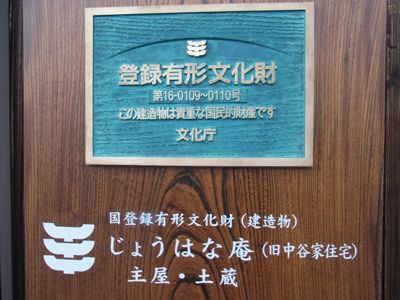 登録有形文化財
第16-0109~0110号
この建造物は貴重な国民的財産です
文化庁
国登録有形文化財(建造物)
じょうはな庵(旧中谷家住宅)
主屋・土蔵